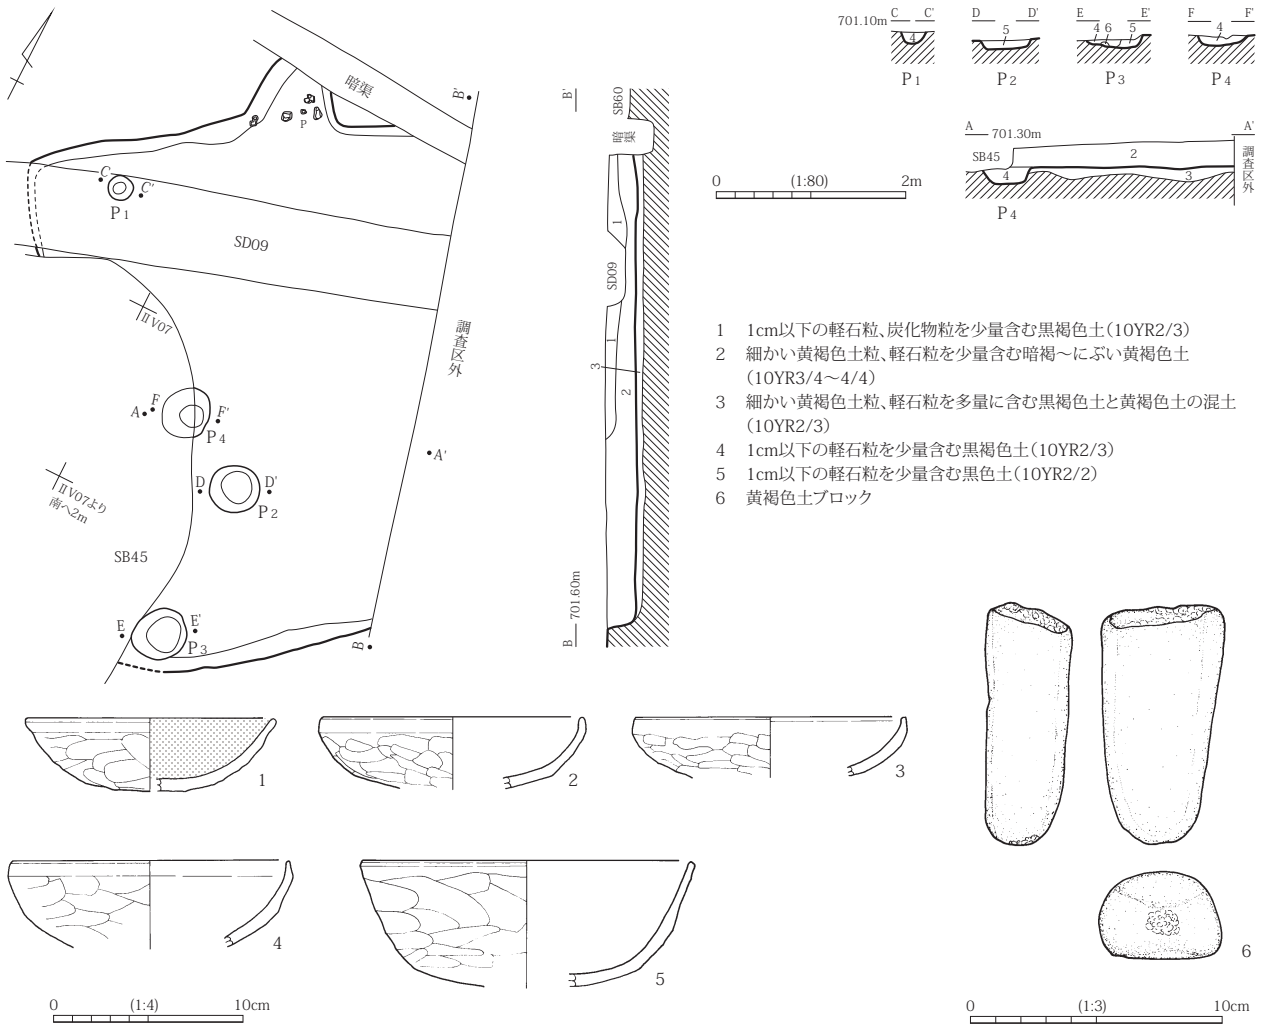 C C' D D' E E' F F'
701.10m
4 5 4 6 5 4
P1 P2 P3 P4
A 701.30m A'
SB45 2
4 3
P4
調査区外
0 (1:80) 2m
暗渠
B'
P
C C'
P1
SD09
ⅡV07
調査区外
F
A F'
P4
A'
D D'
P2
ⅡV07より
南へ2m
SB45
E E'
P3
B
B'
SB60
暗渠
1
SD09
1
3
2
701.60m
B
1 1cm以下の軽石粒、炭化物粒を少量含む黒褐色土(10YR2/3)
2 細かい黄褐色土粒、軽石粒を少量含む暗褐〜にぶい黄褐色土
(10YR3/4〜4/4)
3 細かい黄褐色土粒、軽石粒を多量に含む黒褐色土と黄褐色土の混土
(10YR2/3)
4 1cm以下の軽石粒を少量含む黒褐色土(10YR2/3)
5 1cm以下の軽石粒を少量含む黒色土(10YR2/2)
6 黄褐色土ブロック
1
2
3
4
5
6
0 (1:4) 10cm
0 (1:3) 10cm